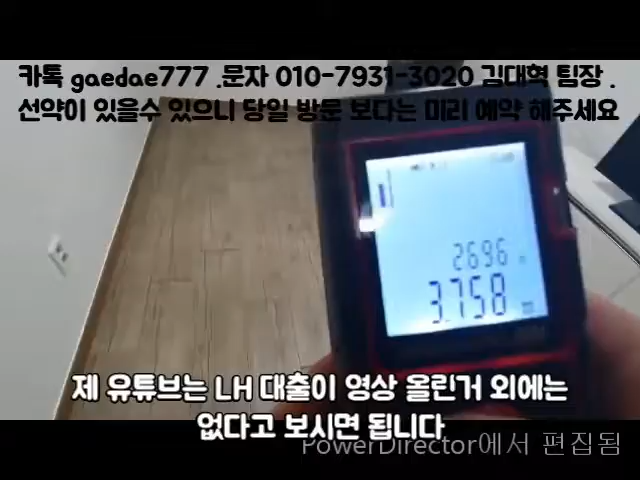 카톡 gaedae777 .문자 010-7931-3020 김대혁 팀장 .
선약이 있을수 있으니 당일 방문 보다는 미리 예약 해주세요
2.696
3.758
제 유튜브는 LH 대출이 영상 올린거 외에는
없다고 보시면 됩니다
PowerDirector에서 편집됨